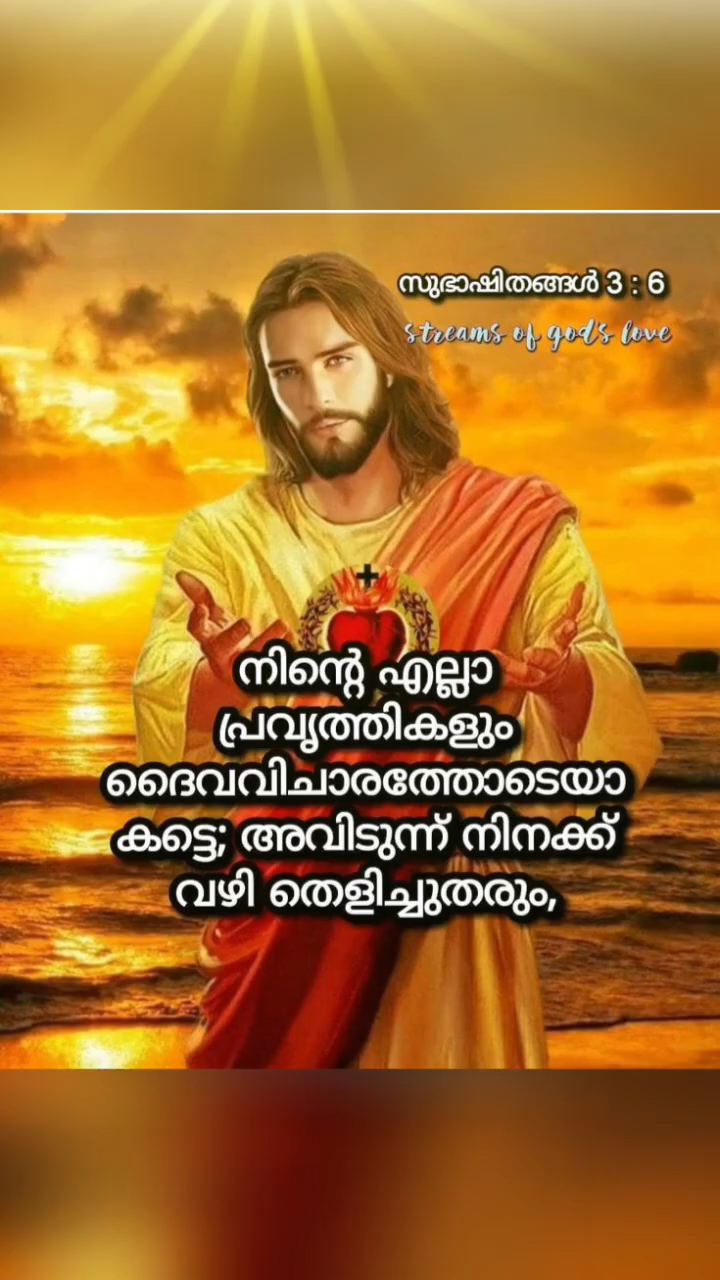 സുഭാഷിതങ്ങൾ 3 : 6
streams of god's love
നിന്റെ എല്ലാ
പ്രവൃത്തികളും
ദൈവവിചാരത്തോടെയാ
കട്ടെ; അവിടുന്ന് നിനക്ക്
വഴി തെളിച്ചുതരും,